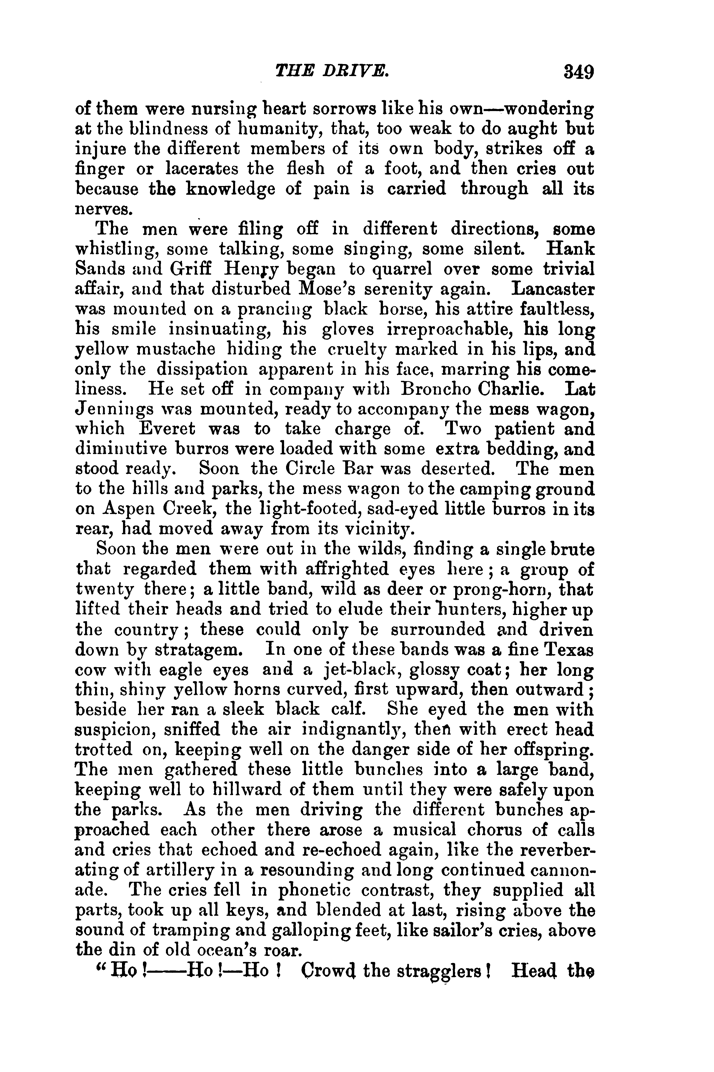 THE DRIVE. 349
of them were nursing heart sorrows like his own—wondering
at the blindness of humanity, that, too weak to do aught but
injure the different members of its own body, strikes off a
finger or lacerates the flesh of a foot, and then cries out
because the knowledge of pain is carried through all its
nerves.
The men were filing off in different directions, some
whistling, some talking, some singing, some silent. Hank
Sands and Griff Henry began to quarrel over some trivial
affair, and that disturbed Mose's serenity again. Lancaster
was mounted on a prancing black horse, his attire faultless,
his smile insinuating, his gloves irreproachable, his long
yellow mustache hiding the cruelty marked in his lips, and
only the dissipation apparent in his face, marring his come-
liness. He set off in company with Broncho Charlie. Lat
Jennings was mounted, ready to accompany the mess wagon,
which Everet was to take charge of. Two patient and
diminutive burros were loaded with some extra bedding, and
stood ready. Soon the Circle Bar was deserted. The men
to the hills and parks, the mess wagon to the camping ground
on Aspen Creek, the light-footed, sad-eyed little burros in its
rear, had moved away from its vicinity.
Soon the men were out in the wilds, finding a single brute
that regarded them with affrighted eyes here; a group of
twenty there; a little band, wild as deer or prong-horn, that
lifted their heads and tried to elude their hunters, higher up
the country; these could only be surrounded and driven
down by stratagem. In one of these bands was a fine Texas
cow with eagle eyes and a jet-black, glossy coat; her long
thin, shiny yellow horns curved, first upward, then outward;
beside her ran a sleek black calf. She eyed the men with
suspicion, sniffed the air indignantly, then with erect head
trotted on, keeping well on the danger side of her offspring.
The men gathered these little bunches into a large band,
keeping well to hillward of them until they were safely upon
the parks. As the men driving the different bunches ap-
proached each other there arose a musical chorus of calls
and cries that echoed and re-echoed again, like the reverber-
ating of artillery in a resounding and long continued cannon-
ade. The cries fell in phonetic contrast, they supplied all
parts, took up all keys, and blended at last, rising above the
sound of tramping and galloping feet, like sailor's cries, above
the din of old ocean's roar.
"Ho!——Ho!—Ho! Crowd the stragglers! Head the